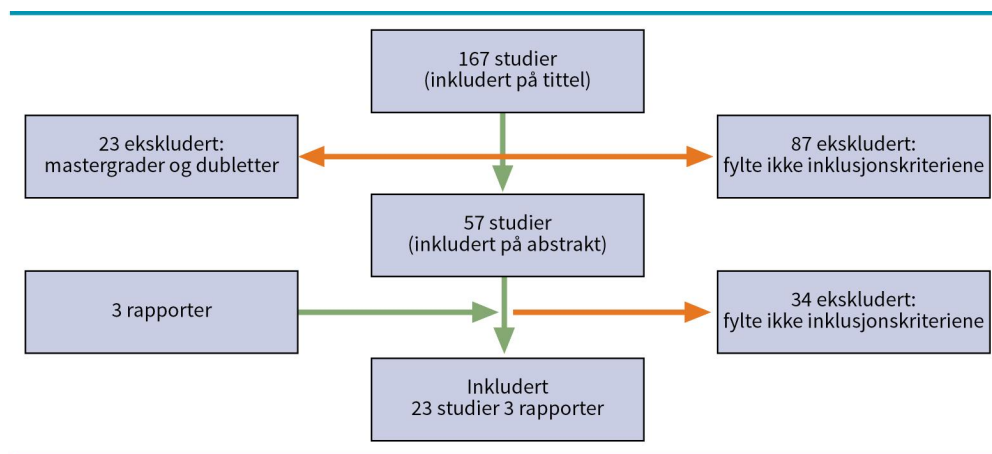 167 studier
(inkludert på tittel)
23 ekskludert:
mastergrader og dubletter
87 ekskludert:
fylte ikke inklusjonskriteriene
57 studier
(inkludert på abstrakt)
3 rapporter
34 ekskludert:
fylte ikke inklusjonskriteriene
Inkludert
23 studier 3 rapporter